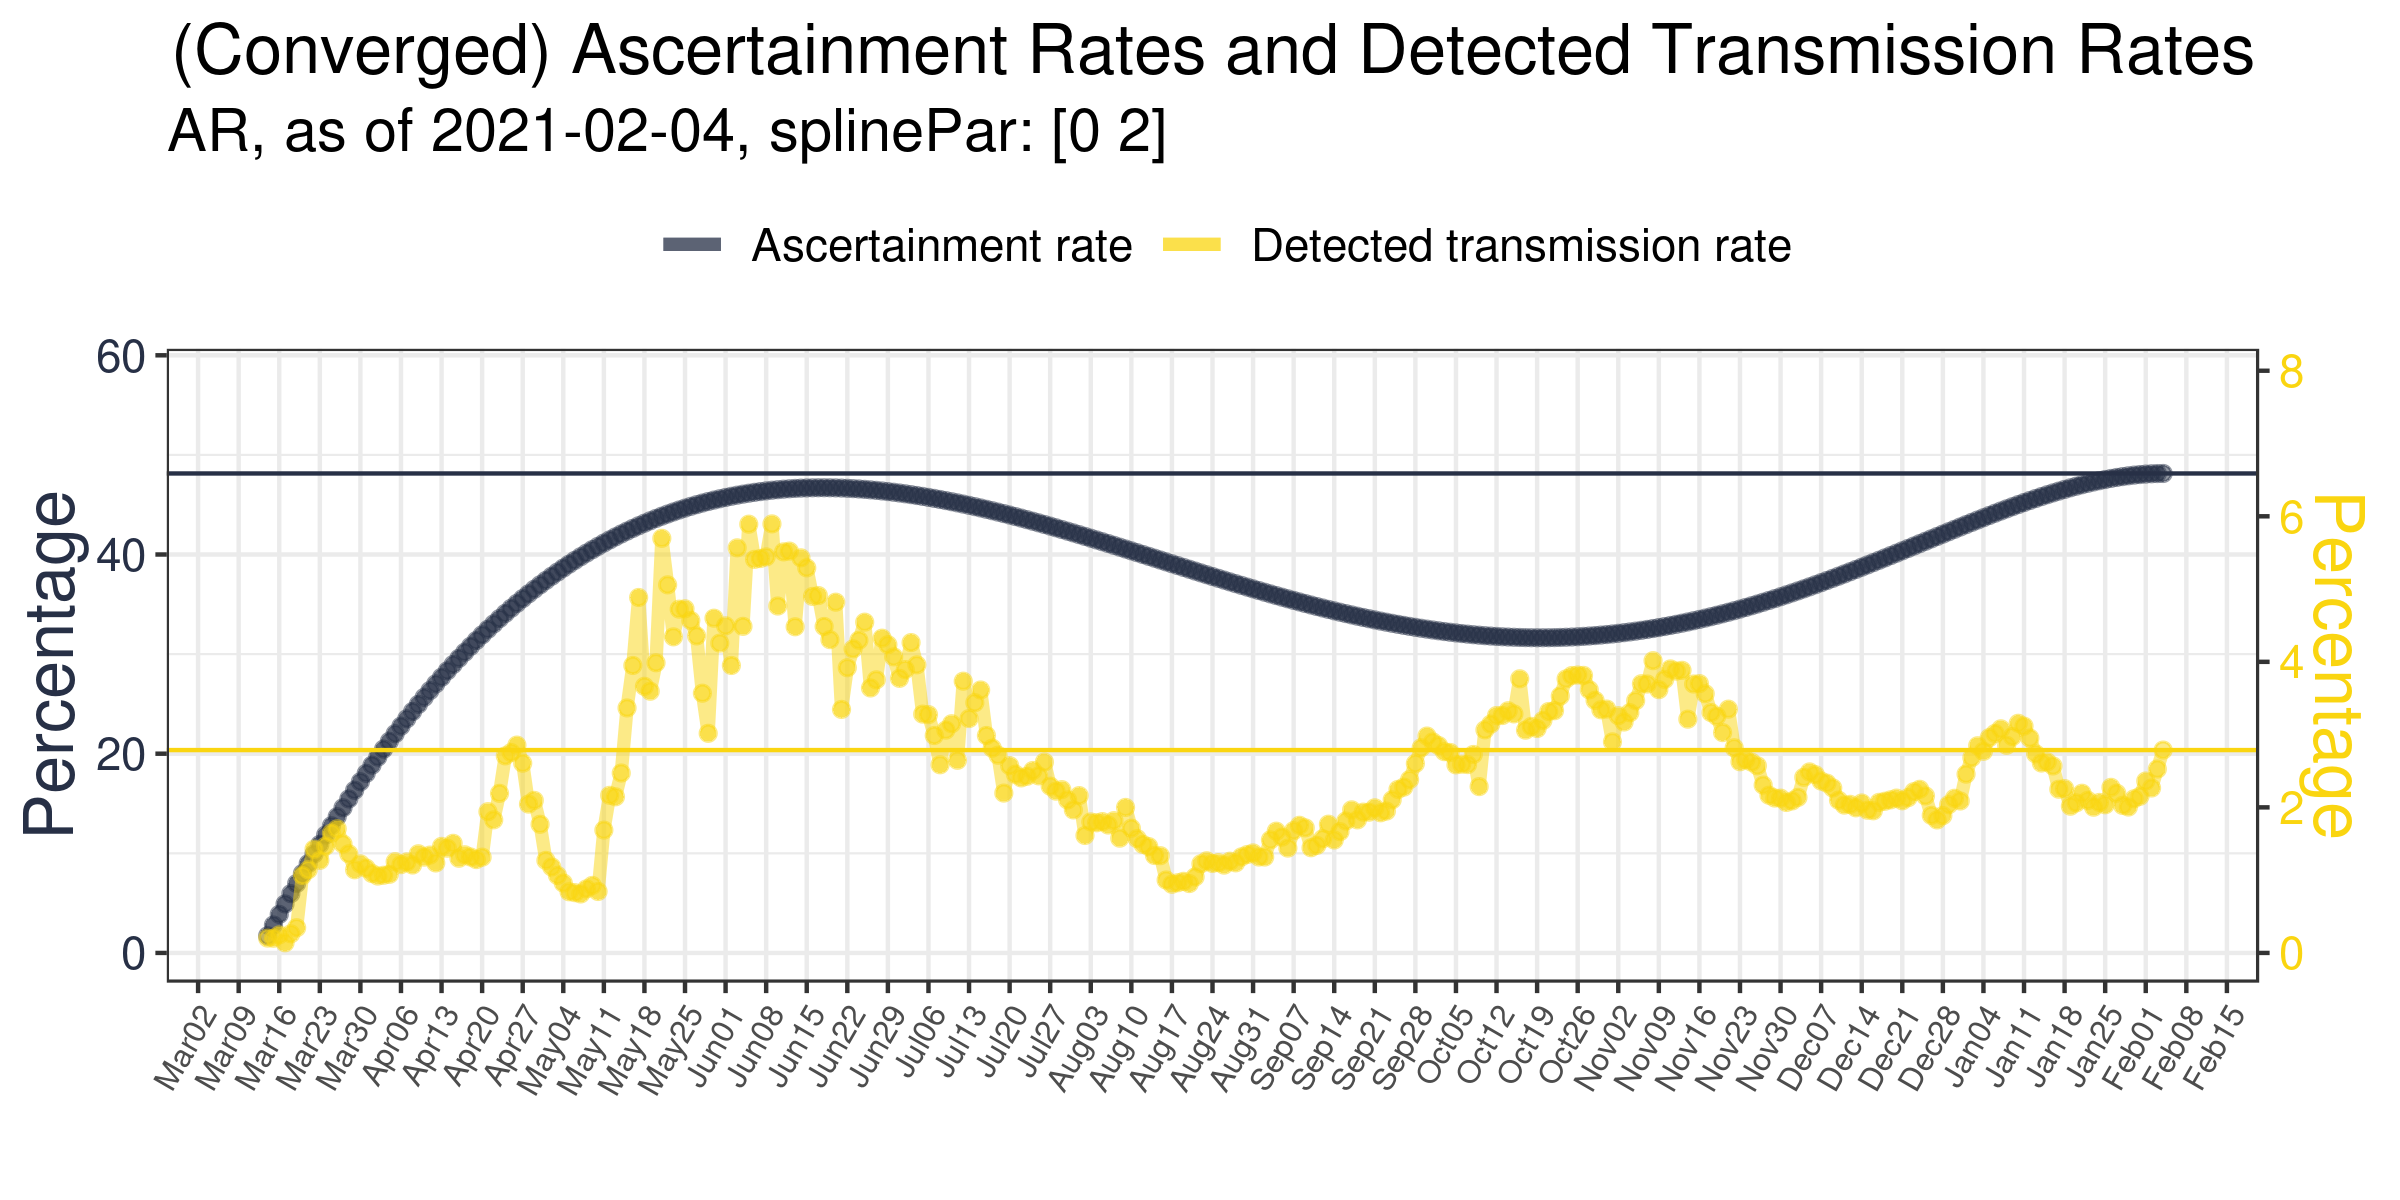 (Converged) Ascertainment Rates and Detected Transmission Rates
AR, as of 2021-02-04, splinePar: [0 2]
Ascertainment rate
Detected transmission rate
Percentage
60
40
20
0
8
6
4
2
0
Percentage
Mar02
Mar09
Mar16
Mar23
Mar30
Apr06
Apr13
Apr20
Apr27
May04
May11
May18
May25
Jun01
Jun08
Jun15
Jun22
Jun29
Jul06
Jul13
Jul20
Jul27
Aug03
Aug10
Aug17
Aug24
Aug31
Sep07
Sep14
Sep21
Sep28
Oct05
Oct12
Oct19
Oct26
Nov02
Nov09
Nov16
Nov23
Nov30
Dec07
Dec14
Dec21
Dec28
Jan04
Jan11
Jan18
Jan25
Feb01
Feb08
Feb15